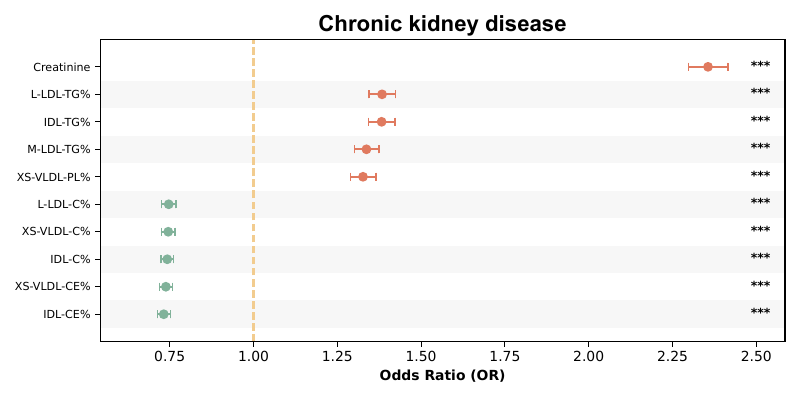 Chronic kidney disease
Creatinine ***
L-LDL-TG% ***
IDL-TG% ***
M-LDL-TG% ***
XS-VLDL-PL% ***
L-LDL-C% ***
XS-VLDL-C% ***
IDL-C% ***
XS-VLDL-CE% ***
IDL-CE% ***
0.75 1.00 1.25 1.50 1.75 2.00 2.25 2.50
Odds Ratio (OR)